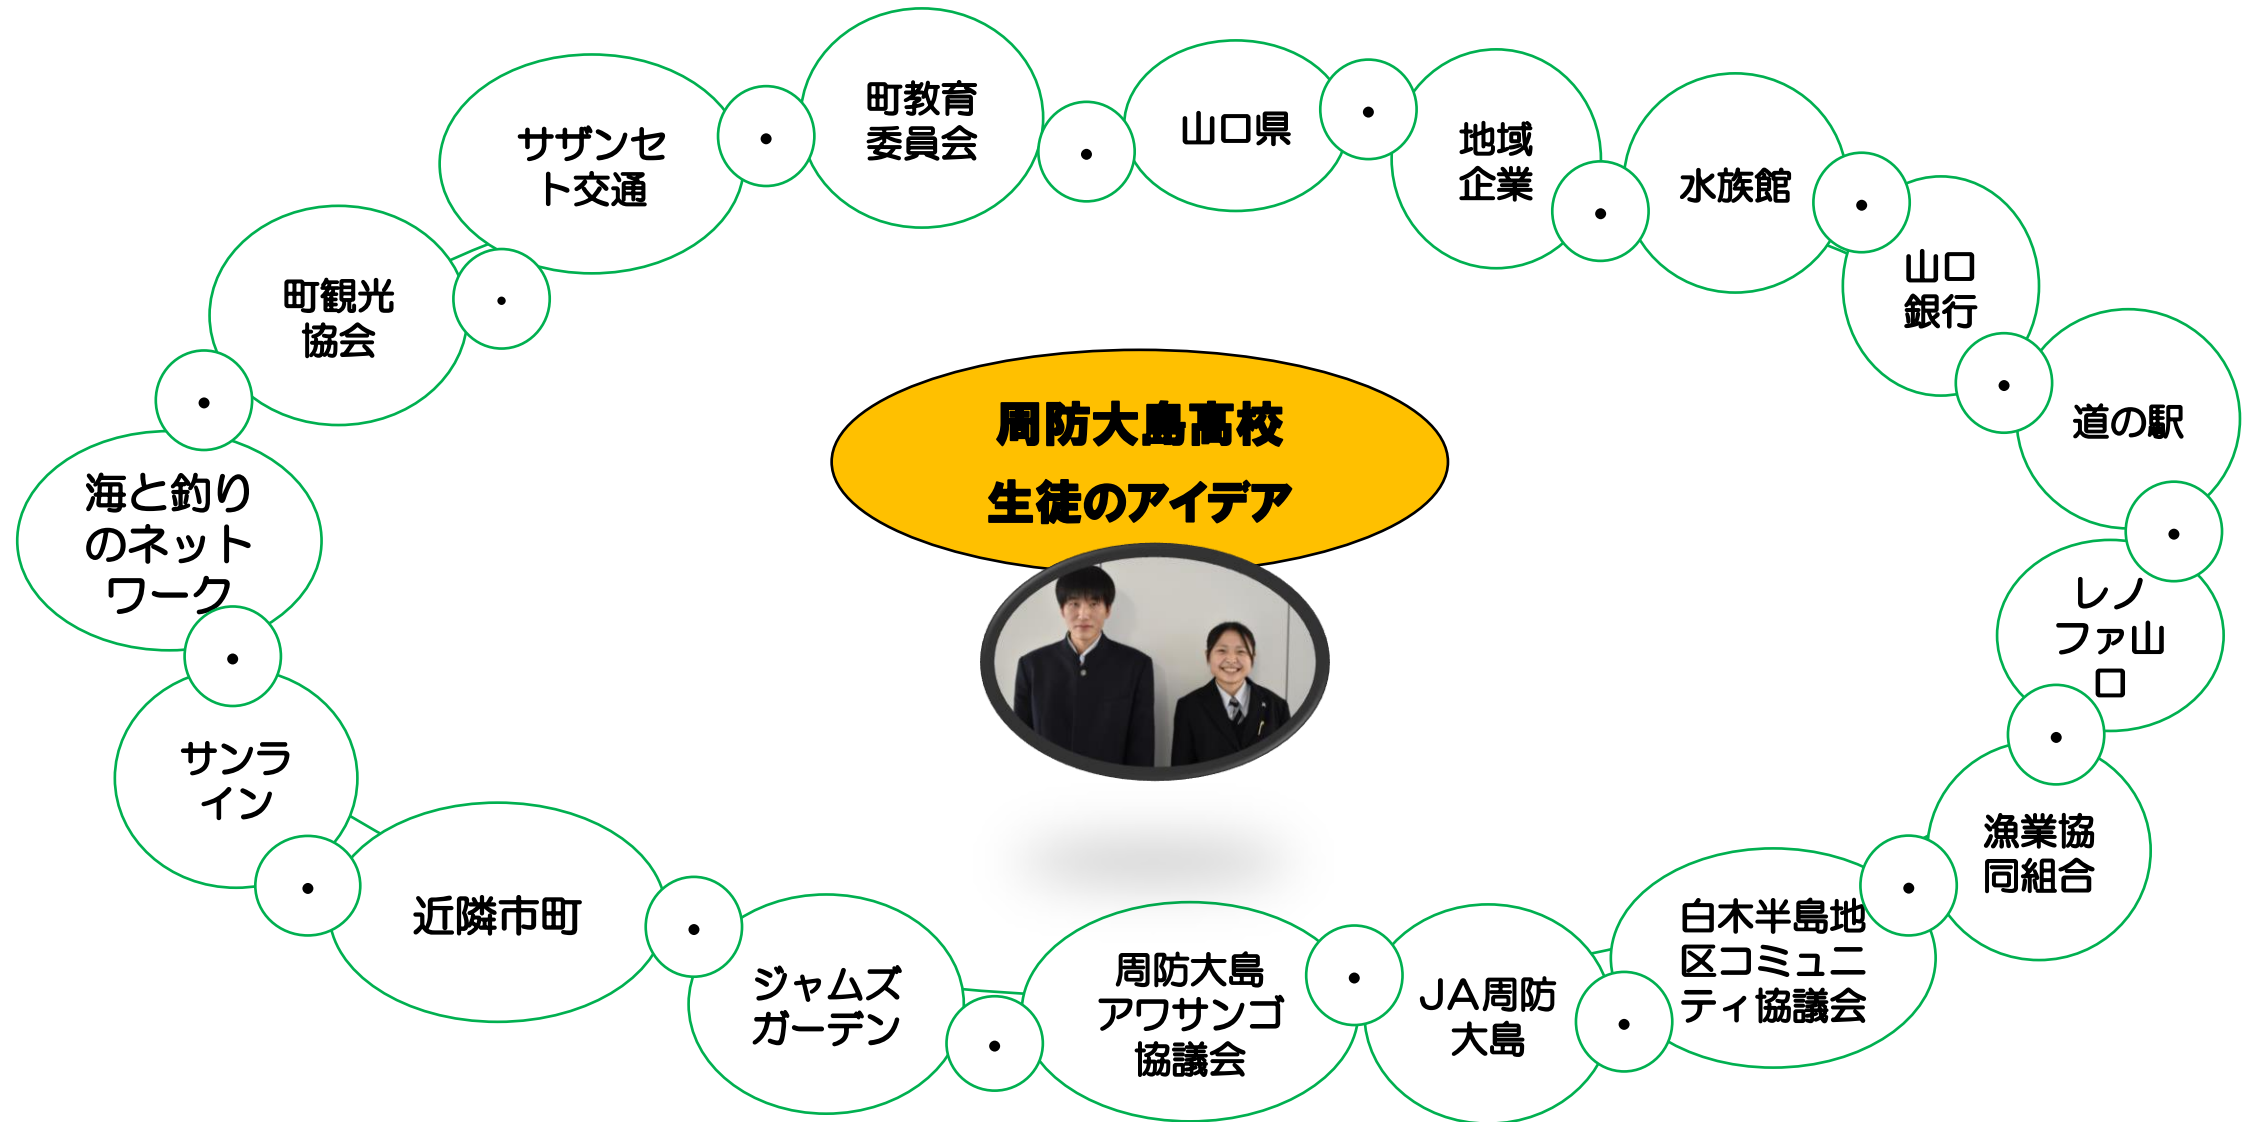 町教育
委員会
山口県
地域
企業
水族館
山口
銀行
道の駅
レノ
ファ山
口
漁業協
同組合
白木半島地
区コミュニ
ティ協議会
JA周防
大島
周防大島
アワサンゴ
協議会
ジャムズ
ガーデン
近隣市町
サンラ
イン
海と釣り
のネット
ワーク
町観光
協会
サザンセ
ト交通
周防大島高校
生徒のアイデア